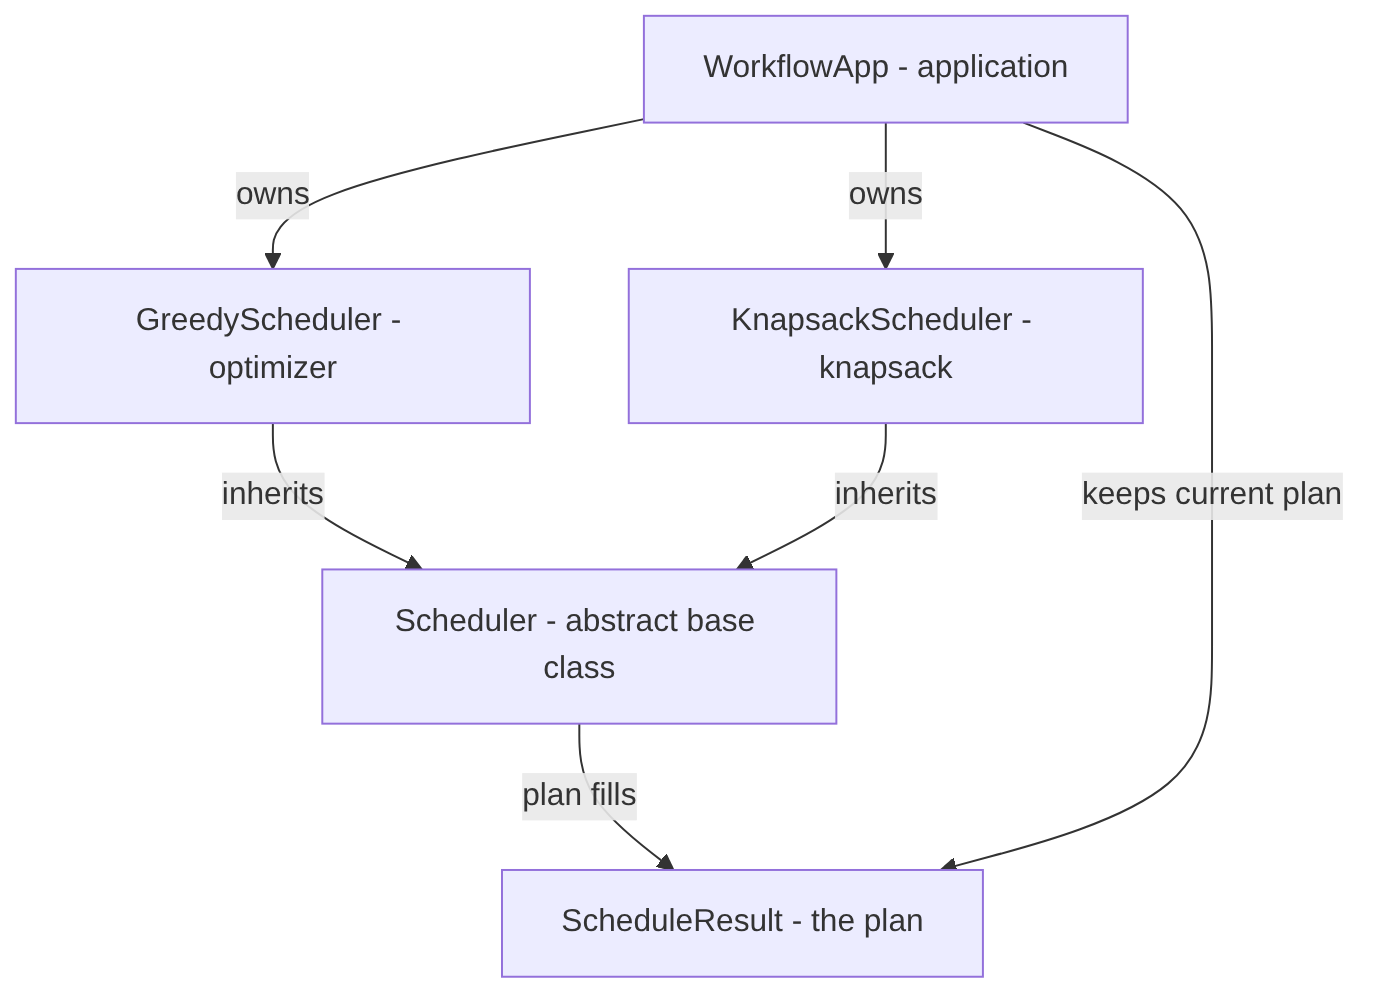 WorkflowApp - application
owns
owns
GreedyScheduler -
optimizer
KnapsackScheduler -
knapsack
inherits
inherits
keeps current plan
Scheduler - abstract base
class
plan fills
ScheduleResult - the plan